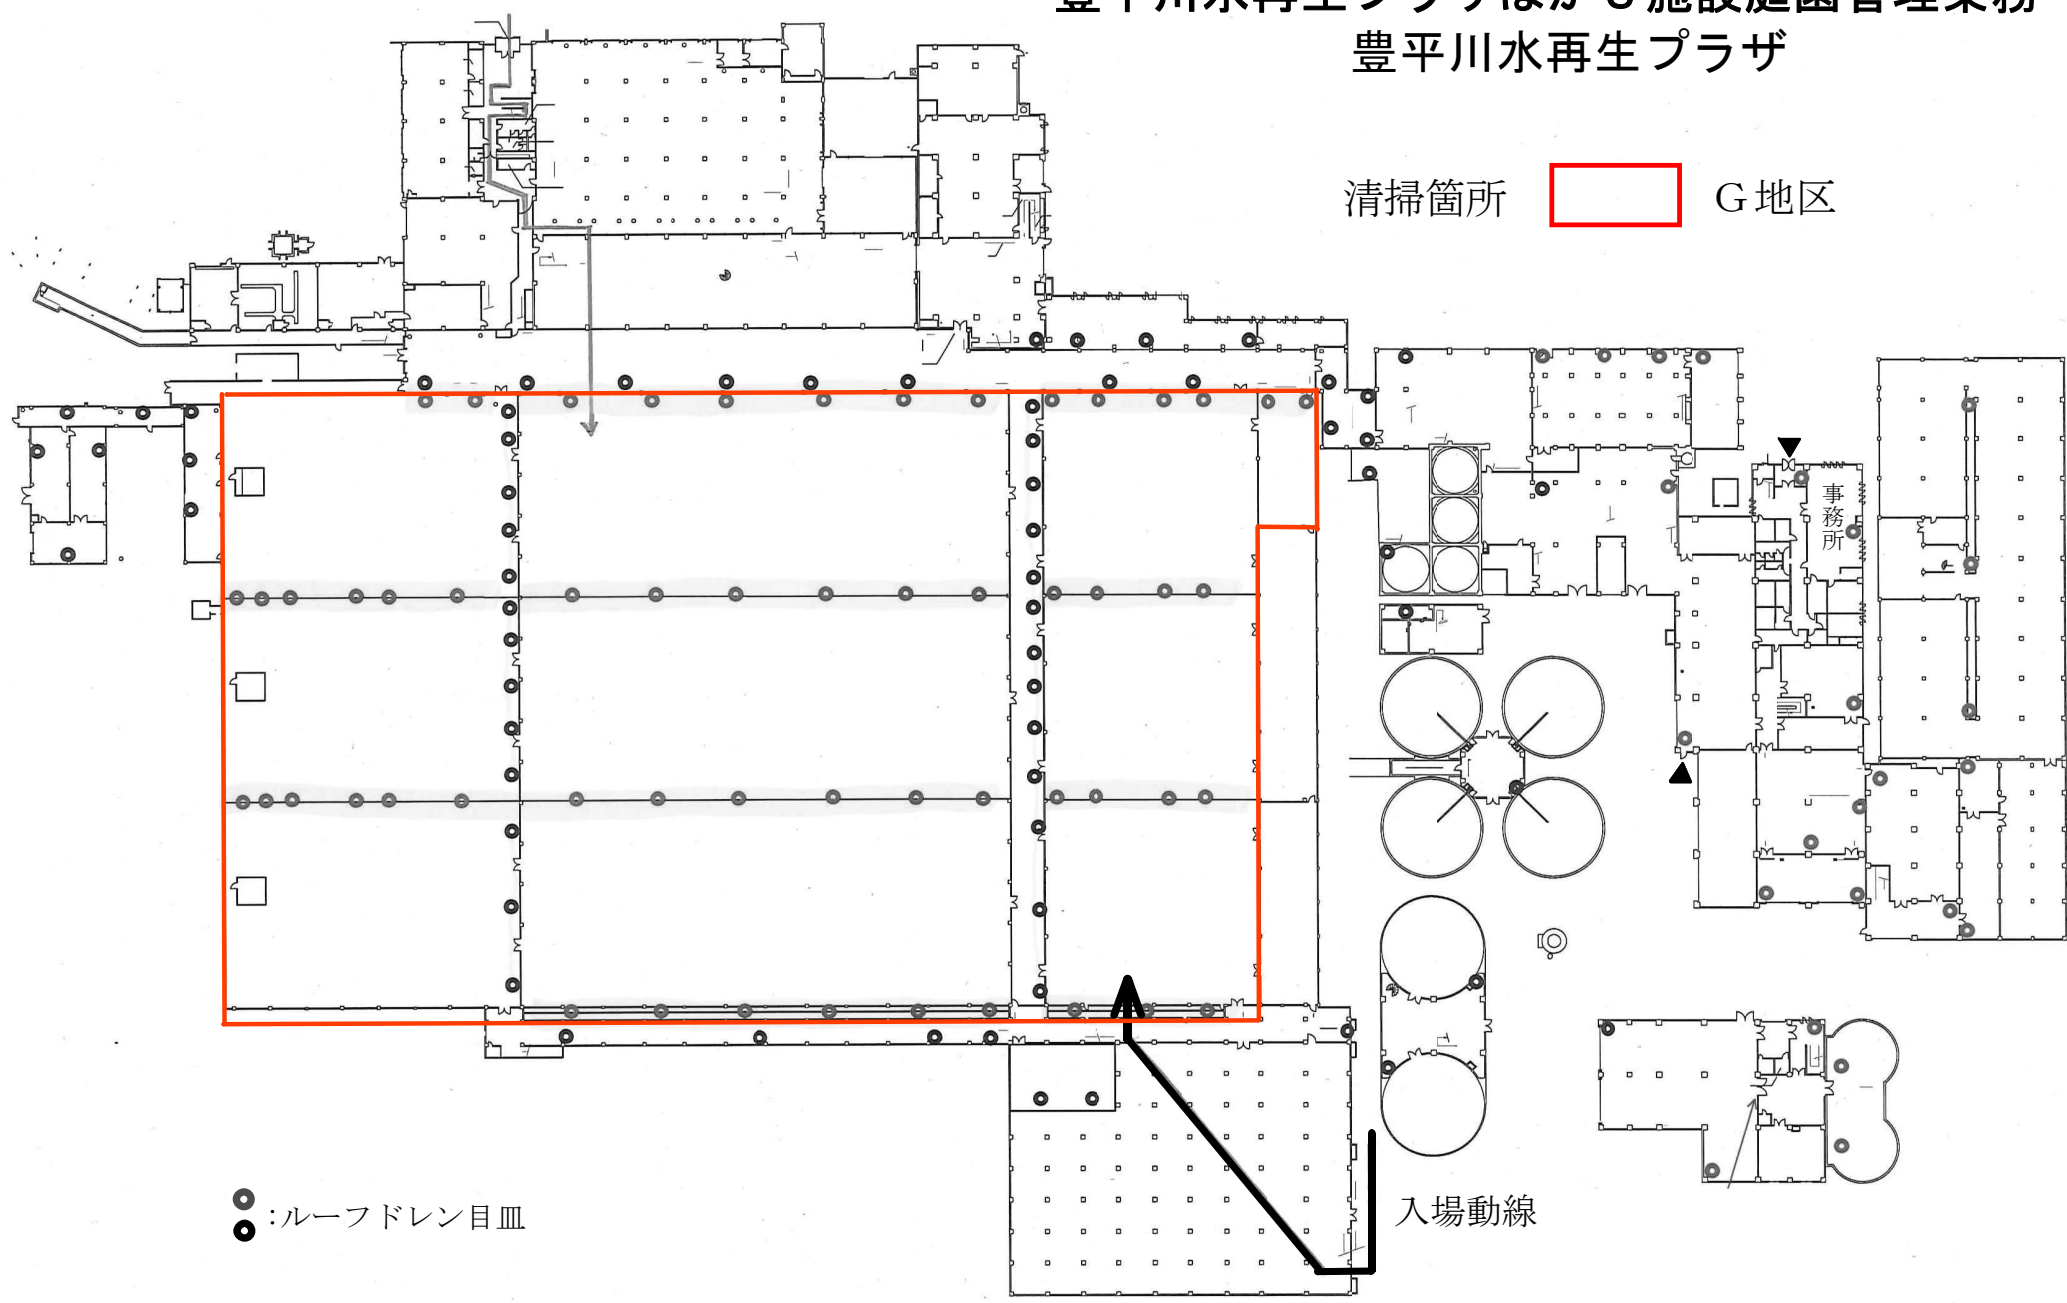 豊平川水再生プラザ
清掃箇所
G地区
事務所
:ルーフドレン目皿
入場動線